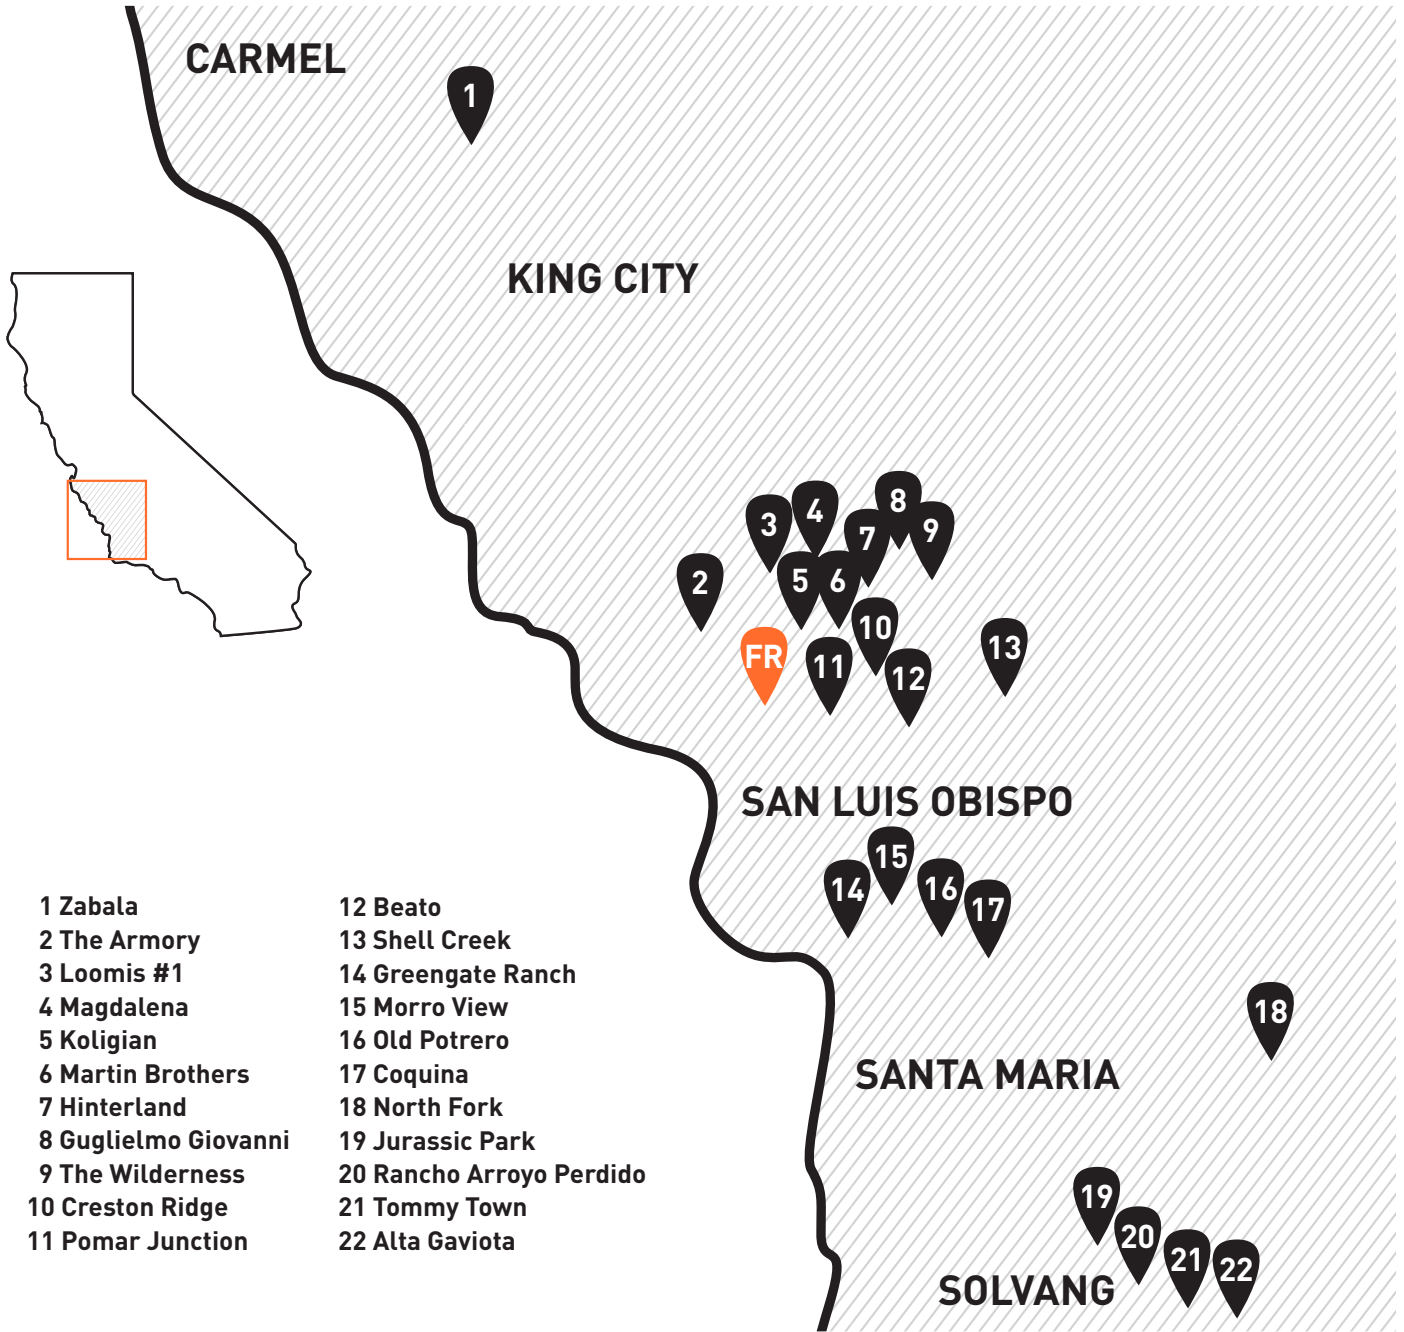 CARMEL
1
KING CITY
8
4
3
9
7
5
6
2
10
13
FR
11
12
SAN LUIS OBISPO
15
14
16
17
18
SANTA MARIA
19
20
21
22
SOLVANG
1 Zabala
2 The Armory
3 Loomis #1
4 Magdalena
5 Koligian
6 Martin Brothers
7 Hinterland
8 Guglielmo Giovanni
9 The Wilderness
10 Creston Ridge
11 Pomar Junction
12 Beato
13 Shell Creek
14 Greengate Ranch
15 Morro View
16 Old Potrero
17 Coquina
18 North Fork
19 Jurassic Park
20 Rancho Arroyo Perdido
21 Tommy Town
22 Alta Gaviota